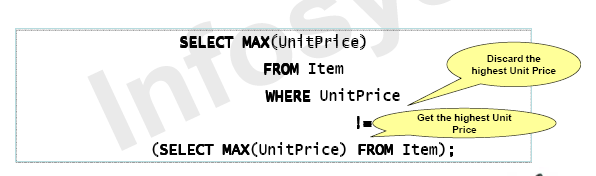 SELECT MAX(UnitPrice)
FROM Item
WHERE UnitPrice
!=
(SELECT MAX(UnitPrice) FROM Item);
Discard the
highest Unit Price
Get the highest Unit
Price
Infosys